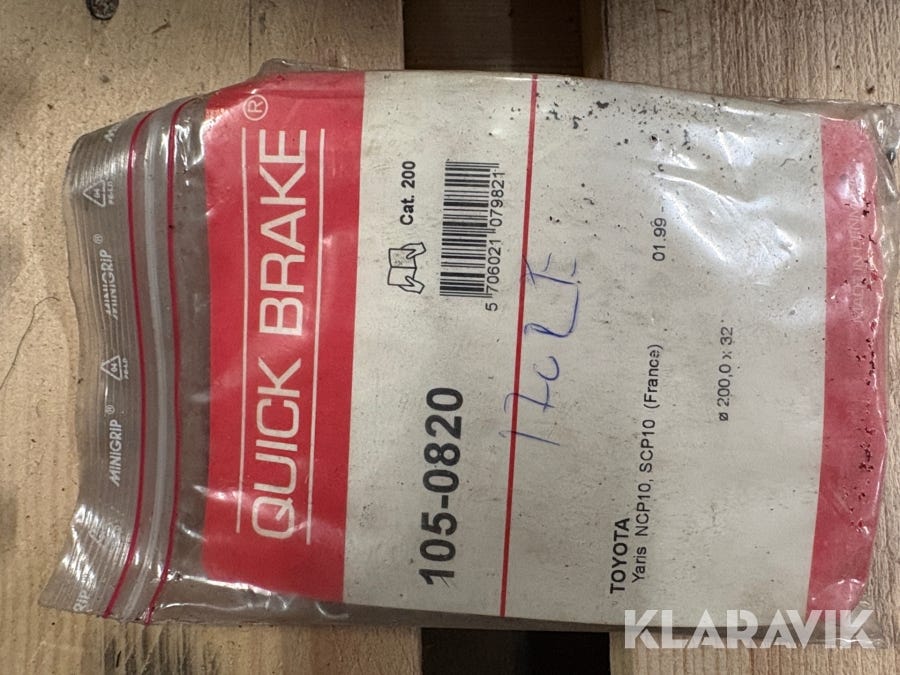 QUICK BRAKE®
105-0820
Cat. 200
5 706021 079821
TOYOTA
Yaris NCP10, SCP10 (France) 01.99
ø 200,0 x 32
MINIGRIP®
MINIGRIP®
KLARAVIK